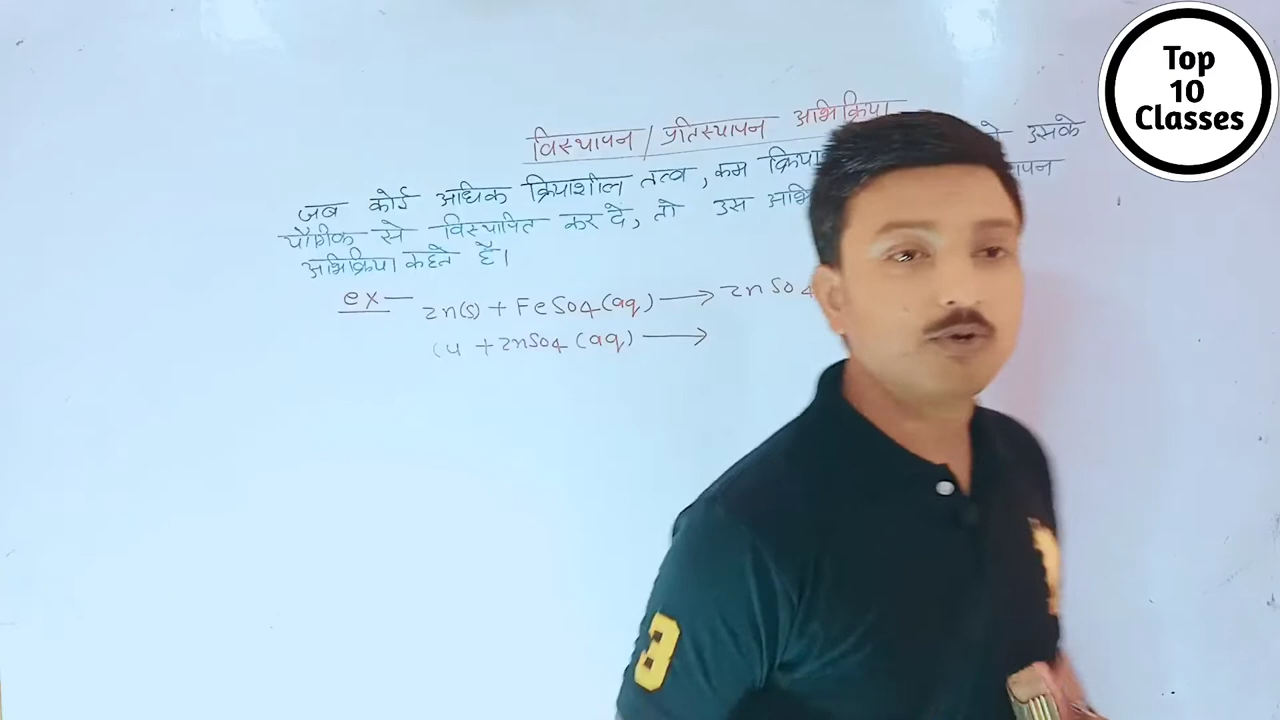 Top
10
Classes
विस्थापन / प्रतिस्थापन अभिक्रिया
जब कोई अधिक क्रियाशील तत्व, कम उसके
यौगिक से विस्थापित कर दे, तो उस
अभिक्रिया कहते हैं।
ex— Zn(s) + FeSO4(aq) ⟶ ZnSO4
Cu + ZnSO4 (aq) ⟶